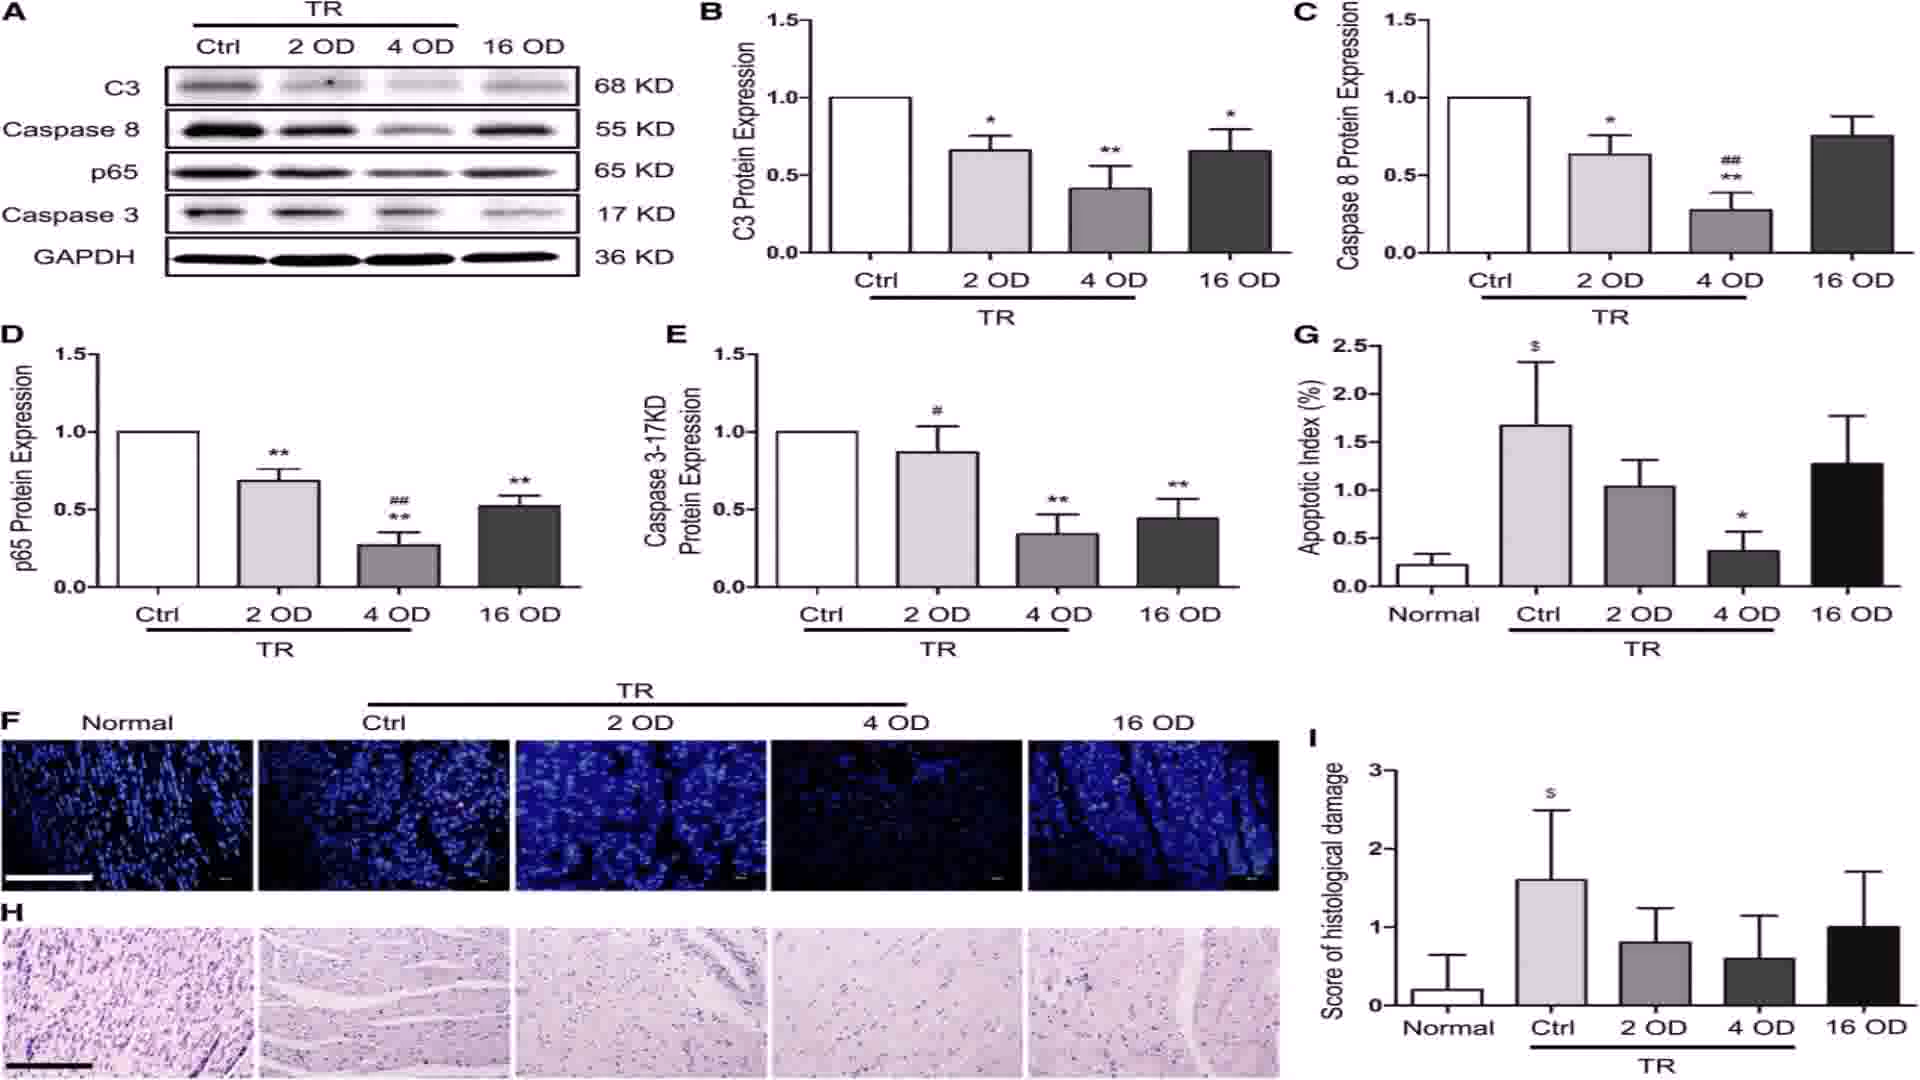 A
TR
Ctrl 2 OD 4 OD 16 OD
C3 68 KD
Caspase 8 55 KD
p65 65 KD
Caspase 3 17 KD
GAPDH 36 KD
B
C3 Protein Expression
1.5
1.0
0.5
0.0
*
**
*
Ctrl 2 OD 4 OD 16 OD
TR
C
Caspase 8 Protein Expression
1.5
1.0
0.5
0.0
*
##
**
Ctrl 2 OD 4 OD 16 OD
TR
D
p65 Protein Expression
1.5
1.0
0.5
0.0
**
##
**
**
Ctrl 2 OD 4 OD 16 OD
TR
E
Caspase 3-17KD
Protein Expression
1.5
1.0
0.5
0.0
#
**
**
Ctrl 2 OD 4 OD 16 OD
TR
G
Apoptotic Index (%)
2.5
2.0
1.5
1.0
0.5
0.0
$
*
Normal Ctrl 2 OD 4 OD 16 OD
TR
F
TR
Normal Ctrl 2 OD 4 OD 16 OD
H
I
Score of histological damage
3
2
1
0
$
Normal Ctrl 2 OD 4 OD 16 OD
TR